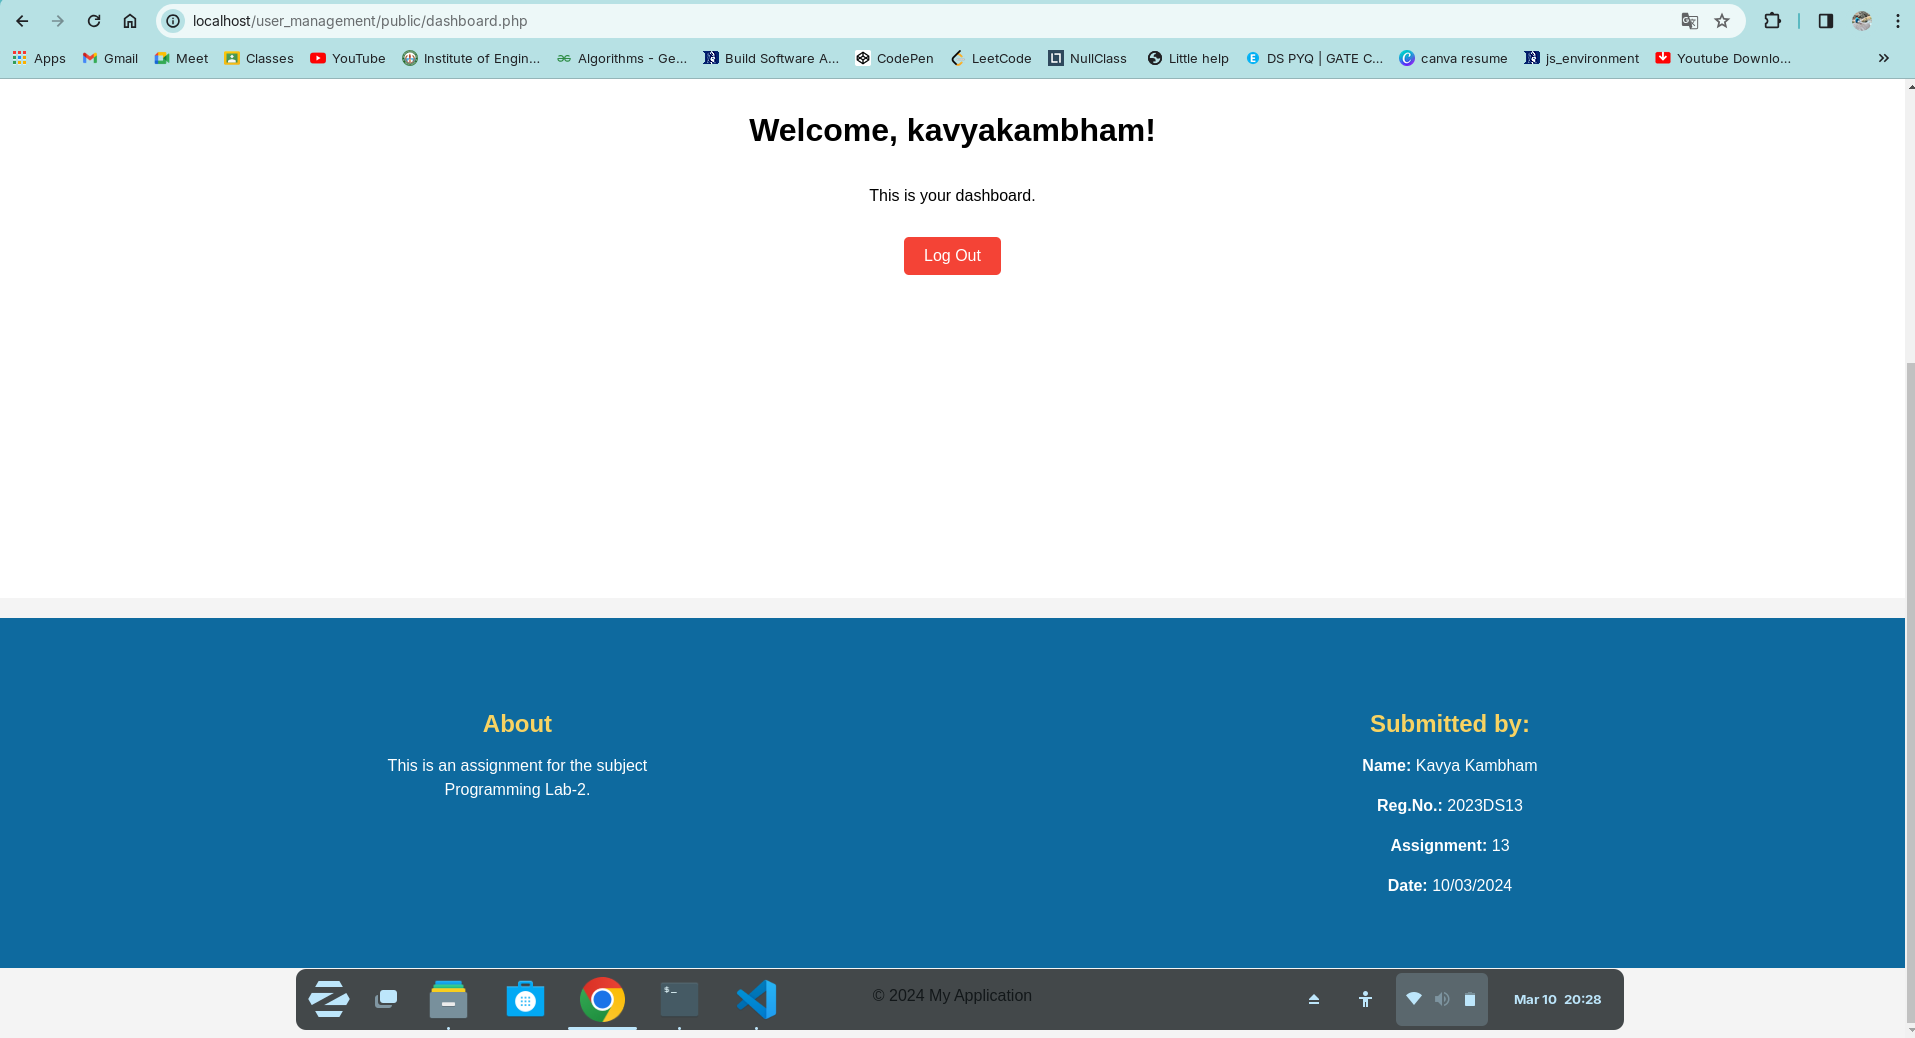 localhost/user_management/public/dashboard.php
Apps Gmail Meet Classes YouTube Institute of Engin... Algorithms - Ge... Build Software A... CodePen LeetCode NullClass Little help DS PYQ | GATE C... canva resume js_environment Youtube Downlo...
Welcome, kavyakambham!
This is your dashboard.
Log Out
About
This is an assignment for the subject
Programming Lab-2.
Submitted by:
Name: Kavya Kambham
Reg.No.: 2023DS13
Assignment: 13
Date: 10/03/2024
© 2024 My Application
Mar 10 20:28